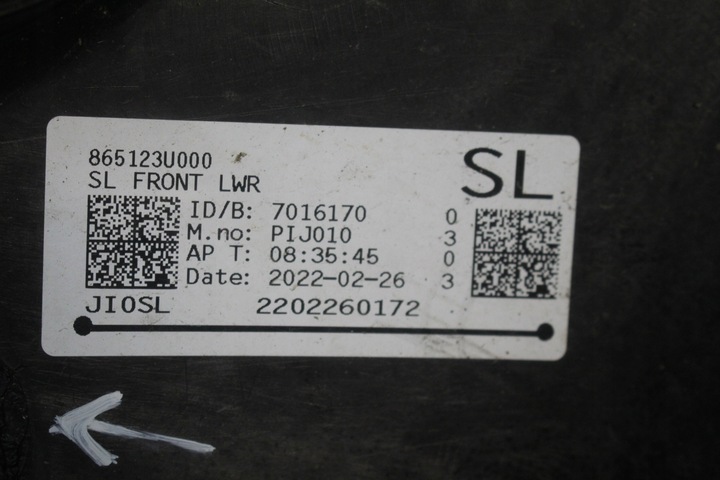 865123U000
SL FRONT LWR
SL
ID/B: 7016170
M.no: PIJ010
AP T: 08:35:45
Date: 2022-02-26
0
3
0
3
JI0SL 2202260172